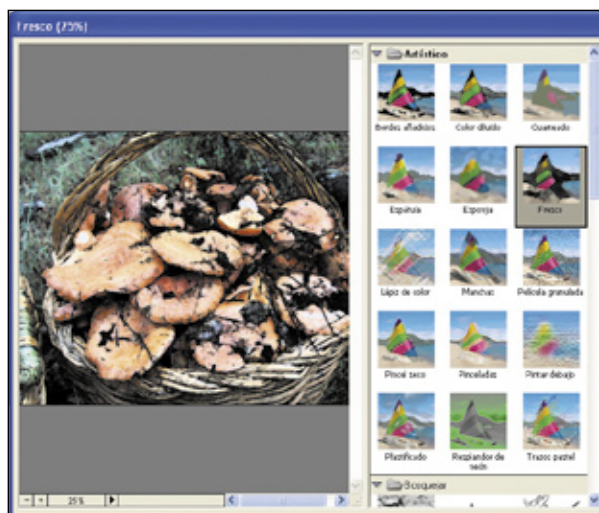 Fresco (25%)
Artístico
Bordes añadidos Color diluido Cuarteado
Espátula Esponja Fresco
Lápiz de color Manchas Película granulada
Pincel seco Pinceladas Pintar debajo
Plastificado Resplandor de neón Trazos pastel
Bosquejar
25%